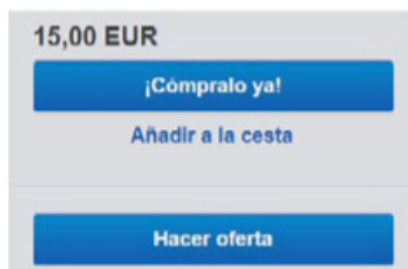 15,00 EUR
¡Cómpralo ya!
Añadir a la cesta
Hacer oferta